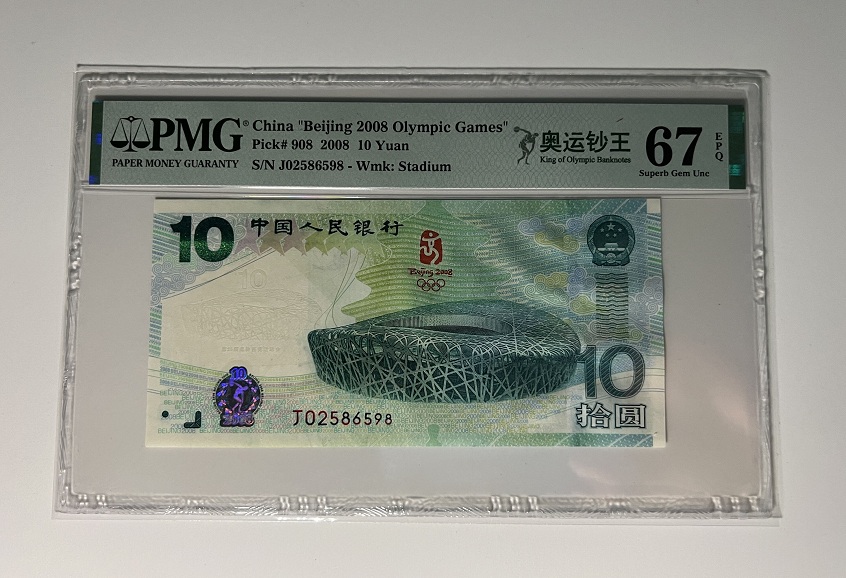 PMG®
PAPER MONEY GUARANTY
China "Beijing 2008 Olympic Games"
Pick# 908 2008 10 Yuan
S/N J02586598 - Wmk: Stadium
奥运钞王
King of Olympic Banknotes
67
EPQ
Superb Gem Unc
10
中国人民银行
Beijing 2008
10
2008
J02586598
10
拾圆